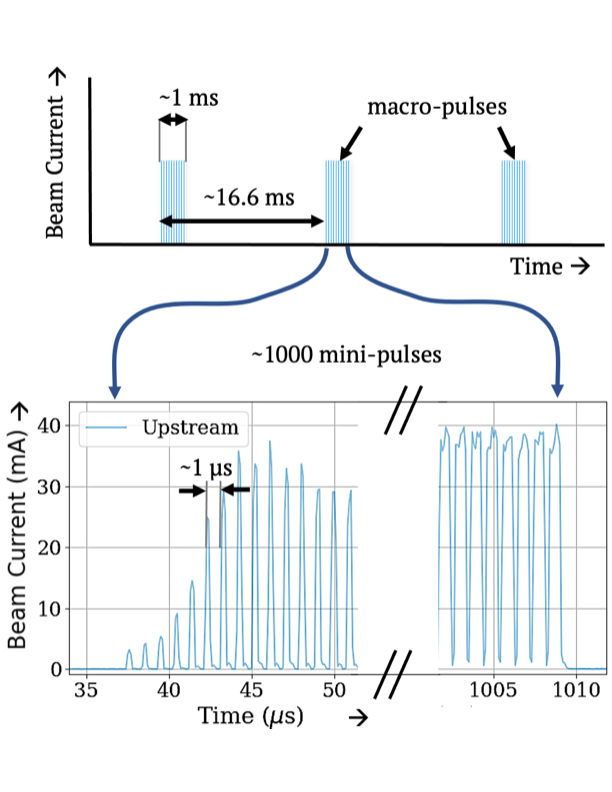 Beam Current →
~1 ms
macro-pulses
~16.6 ms
Time →
~1000 mini-pulses
Beam Current (mA) →
Upstream
~1 μs
40
30
20
10
0
35
40
45
50
1005
1010
Time (μs) →